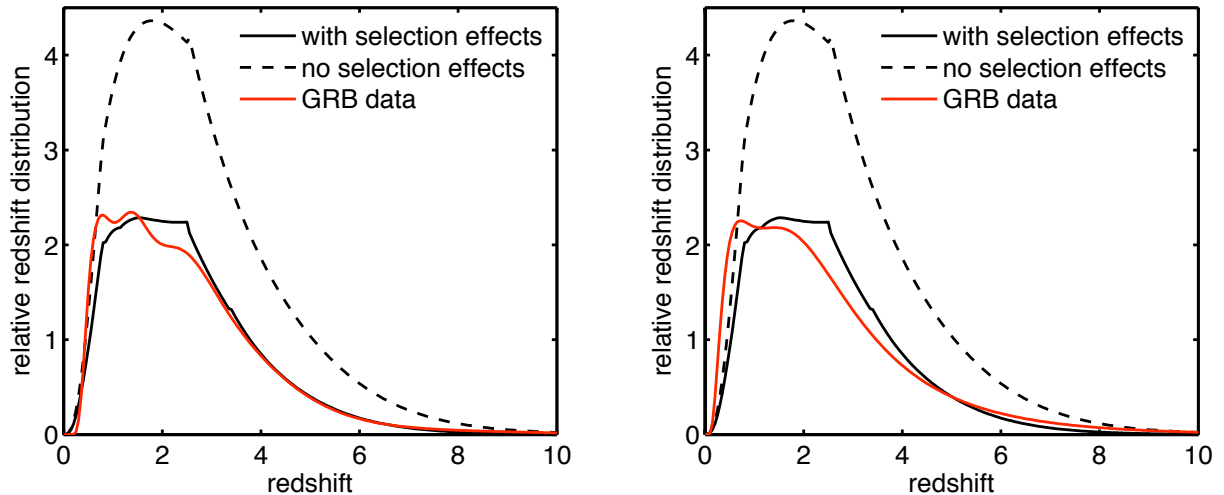 relative redshift distribution
4
3
2
1
0
0 2 4 6 8 10
redshift
with selection effects
no selection effects
GRB data
relative redshift distribution
4
3
2
1
0
0 2 4 6 8 10
redshift
with selection effects
no selection effects
GRB data